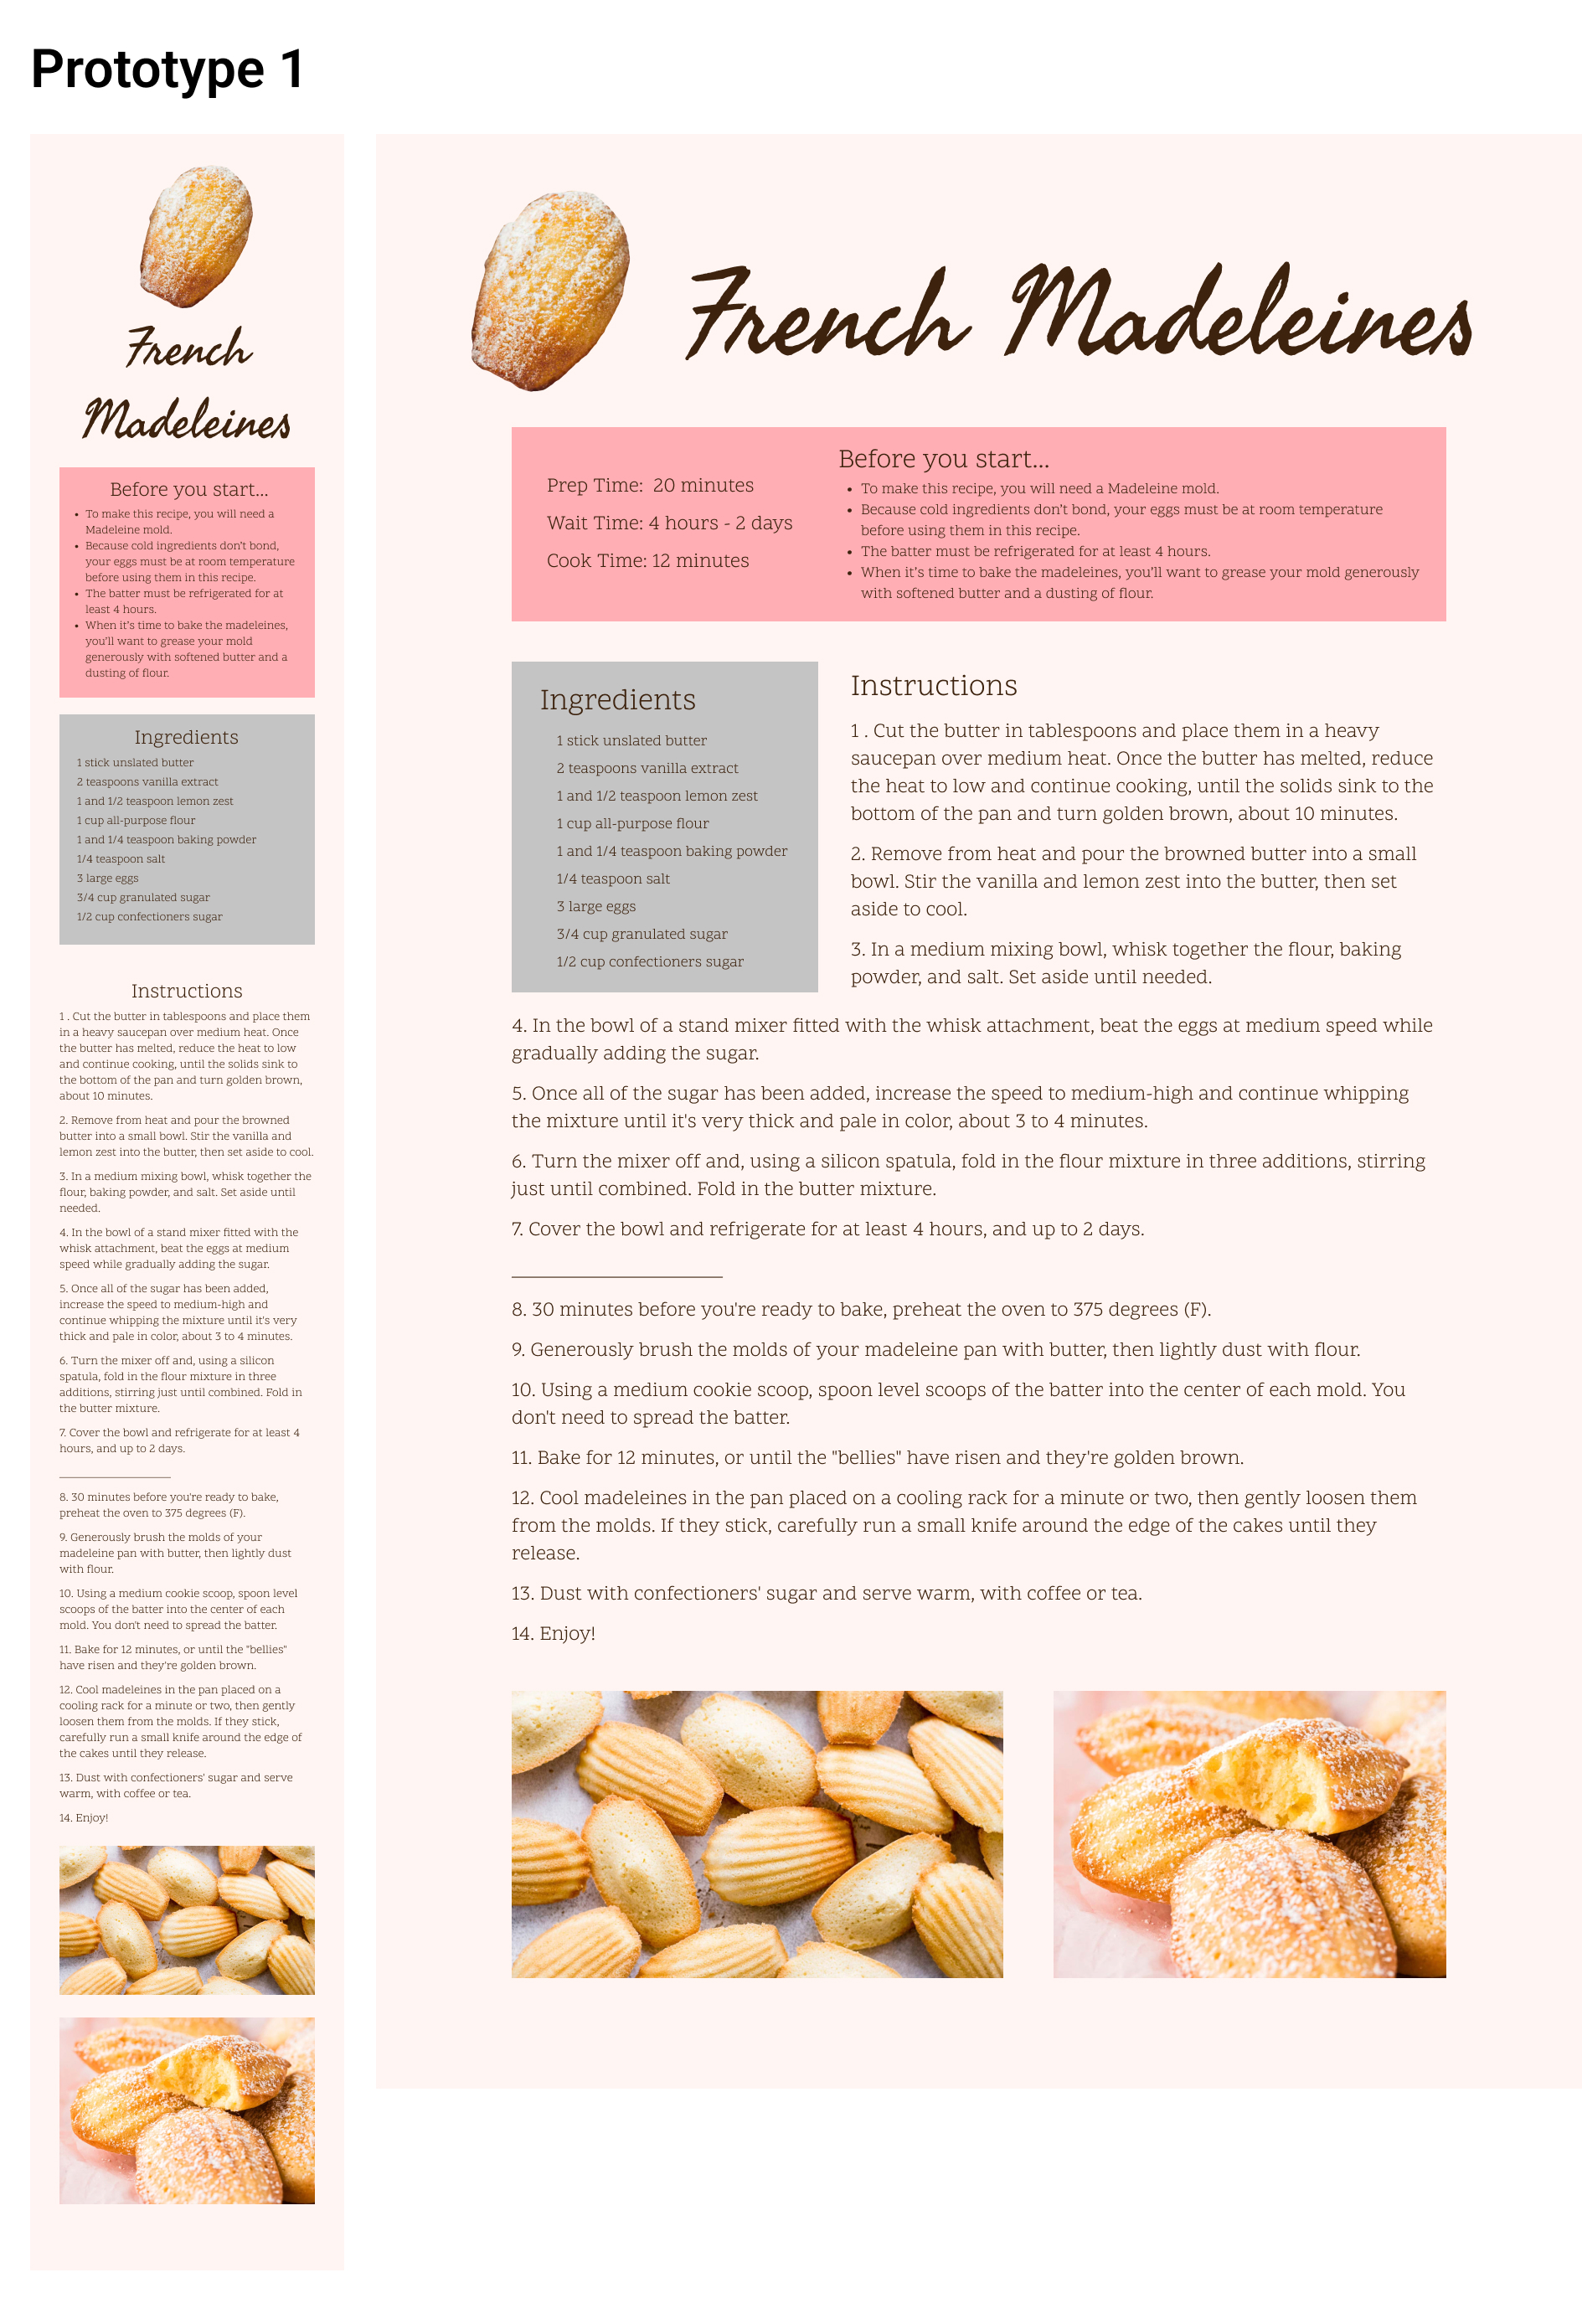 Prototype 1
French
Madeleines
Before you start...
• To make this recipe, you will need a
Madeleine mold.
• Because cold ingredients don't bond,
your eggs must be at room temperature
before using them in this recipe.
• The batter must be refrigerated for at
least 4 hours.
• When it's time to bake the madeleines,
you'll want to grease your mold
generously with softened butter and a
dusting of flour.
Ingredients
1 stick unslated butter
2 teaspoons vanilla extract
1 and 1/2 teaspoon lemon zest
1 cup all-purpose flour
1 and 1/4 teaspoon baking powder
1/4 teaspoon salt
3 large eggs
3/4 cup granulated sugar
1/2 cup confectioners sugar
Instructions
1 . Cut the butter in tablespoons and place them
in a heavy saucepan over medium heat. Once
the butter has melted, reduce the heat to low
and continue cooking, until the solids sink to
the bottom of the pan and turn golden brown,
about 10 minutes.
2. Remove from heat and pour the browned
butter into a small bowl. Stir the vanilla and
lemon zest into the butter, then set aside to cool.
3. In a medium mixing bowl, whisk together the
flour, baking powder, and salt. Set aside until
needed.
4. In the bowl of a stand mixer fitted with the
whisk attachment, beat the eggs at medium
speed while gradually adding the sugar.
5. Once all of the sugar has been added,
increase the speed to medium-high and
continue whipping the mixture until it's very
thick and pale in color, about 3 to 4 minutes.
6. Turn the mixer off and, using a silicon
spatula, fold in the flour mixture in three
additions, stirring just until combined. Fold in
the butter mixture.
7. Cover the bowl and refrigerate for at least 4
hours, and up to 2 days.
8. 30 minutes before you're ready to bake,
preheat the oven to 375 degrees (F).
9. Generously brush the molds of your
madeleine pan with butter, then lightly dust
with flour.
10. Using a medium cookie scoop, spoon level
scoops of the batter into the center of each
mold. You don't need to spread the batter.
11. Bake for 12 minutes, or until the "bellies"
have risen and they're golden brown.
12. Cool madeleines in the pan placed on a
cooling rack for a minute or two, then gently
loosen them from the molds. If they stick,
carefully run a small knife around the edge of
the cakes until they release.
13. Dust with confectioners' sugar and serve
warm, with coffee or tea.
14. Enjoy!
French Madeleines
Prep Time: 20 minutes
Wait Time: 4 hours - 2 days
Cook Time: 12 minutes
Before you start...
• To make this recipe, you will need a Madeleine mold.
• Because cold ingredients don't bond, your eggs must be at room temperature
before using them in this recipe.
• The batter must be refrigerated for at least 4 hours.
• When it's time to bake the madeleines, you'll want to grease your mold generously
with softened butter and a dusting of flour.
Ingredients
1 stick unslated butter
2 teaspoons vanilla extract
1 and 1/2 teaspoon lemon zest
1 cup all-purpose flour
1 and 1/4 teaspoon baking powder
1/4 teaspoon salt
3 large eggs
3/4 cup granulated sugar
1/2 cup confectioners sugar
Instructions
1 . Cut the butter in tablespoons and place them in a heavy
saucepan over medium heat. Once the butter has melted, reduce
the heat to low and continue cooking, until the solids sink to the
bottom of the pan and turn golden brown, about 10 minutes.
2. Remove from heat and pour the browned butter into a small
bowl. Stir the vanilla and lemon zest into the butter, then set
aside to cool.
3. In a medium mixing bowl, whisk together the flour, baking
powder, and salt. Set aside until needed.
4. In the bowl of a stand mixer fitted with the whisk attachment, beat the eggs at medium speed while
gradually adding the sugar.
5. Once all of the sugar has been added, increase the speed to medium-high and continue whipping
the mixture until it's very thick and pale in color, about 3 to 4 minutes.
6. Turn the mixer off and, using a silicon spatula, fold in the flour mixture in three additions, stirring
just until combined. Fold in the butter mixture.
7. Cover the bowl and refrigerate for at least 4 hours, and up to 2 days.
8. 30 minutes before you're ready to bake, preheat the oven to 375 degrees (F).
9. Generously brush the molds of your madeleine pan with butter, then lightly dust with flour.
10. Using a medium cookie scoop, spoon level scoops of the batter into the center of each mold. You
don't need to spread the batter.
11. Bake for 12 minutes, or until the "bellies" have risen and they're golden brown.
12. Cool madeleines in the pan placed on a cooling rack for a minute or two, then gently loosen them
from the molds. If they stick, carefully run a small knife around the edge of the cakes until they
release.
13. Dust with confectioners' sugar and serve warm, with coffee or tea.
14. Enjoy!